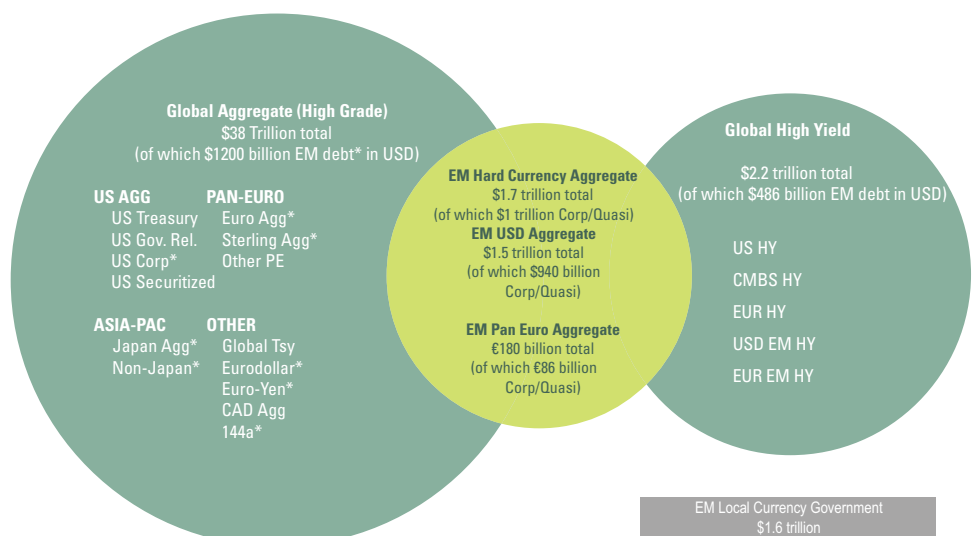 Global Aggregate (High Grade)
$38 Trillion total
(of which $1200 billion EM debt* in USD)
US AGG
US Treasury
US Gov. Rel.
US Corp*
US Securitized
PAN-EURO
Euro Agg*
Sterling Agg*
Other PE
ASIA-PAC
Japan Agg*
Non-Japan*
OTHER
Global Tsy
Eurodollar*
Euro-Yen*
CAD Agg
144a*
EM Hard Currency Aggregate
$1.7 trillion total
(of which $1 trillion Corp/Quasi)
EM USD Aggregate
$1.5 trillion total
(of which $940 billion
Corp/Quasi)
EM Pan Euro Aggregate
€180 billion total
(of which €86 billion
Corp/Quasi)
Global High Yield
$2.2 trillion total
(of which $486 billion EM debt in USD)
US HY
CMBS HY
EUR HY
USD EM HY
EUR EM HY
EM Local Currency Government
$1.6 trillion